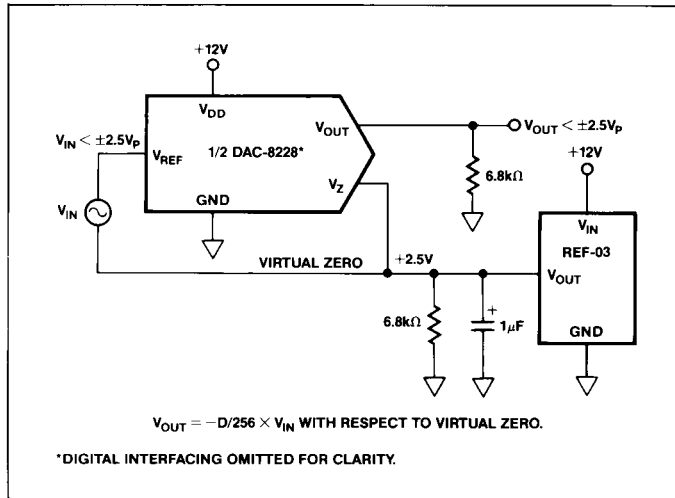 +12V
V_DD
V_IN < ±2.5V_P
V_OUT
V_OUT < ±2.5V_P
1/2 DAC-8228*
V_REF
+12V
6.8kΩ
V_Z
GND
V_IN
V_IN
REF-03
VIRTUAL ZERO
+2.5V
V_OUT
+
6.8kΩ
1µF
GND
V_OUT = −D/256 × V_IN WITH RESPECT TO VIRTUAL ZERO.
*DIGITAL INTERFACING OMITTED FOR CLARITY.